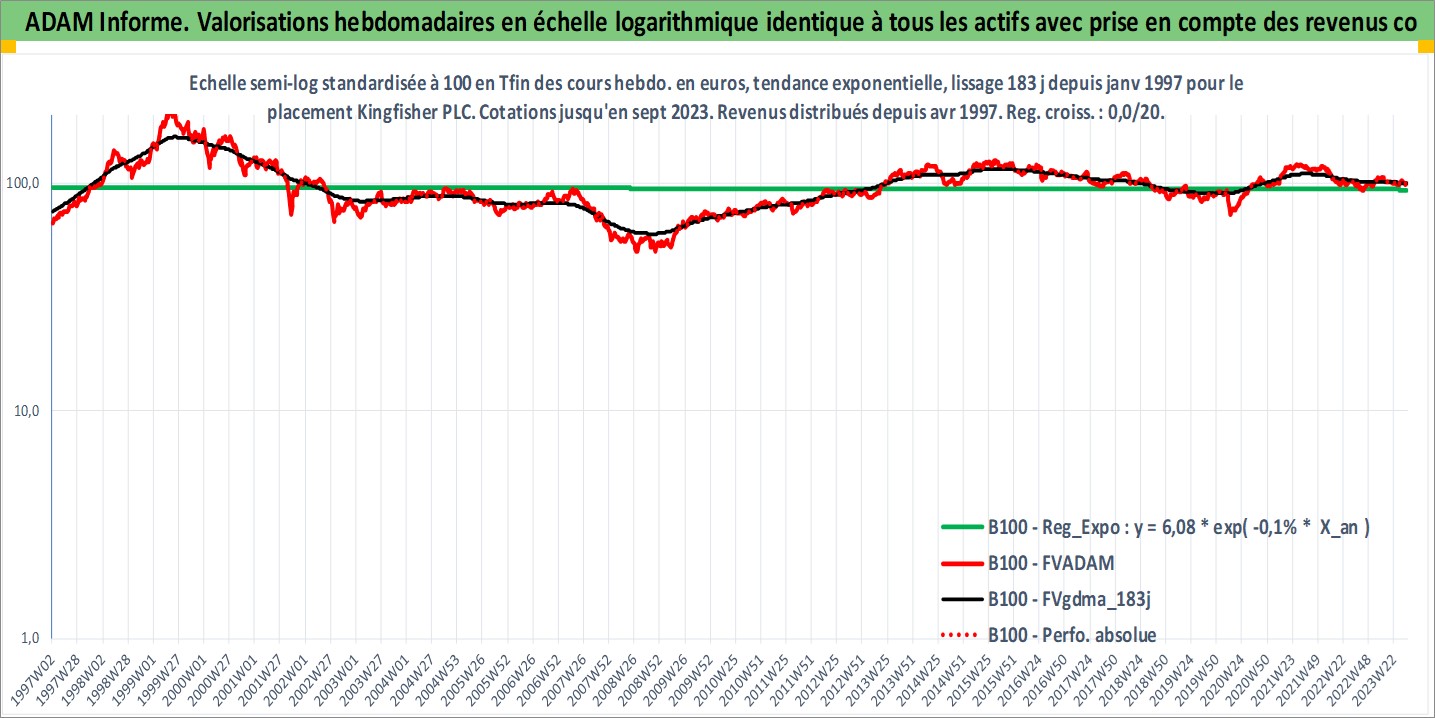 ADAM Informe. Valorisations hebdomadaires en échelle logarithmique identique à tous les actifs avec prise en compte des revenus co
Echelle semi-log standardisée à 100 en Tfin des cours hebdo. en euros, tendance exponentielle, lissage 183 j depuis janv 1997 pour le
placement Kingfisher PLC. Cotations jusqu'en sept 2023. Revenus distribués depuis avr 1997. Reg. croiss. : 0,0/20.
100,0
10,0
1,0
B100 - Reg_Expo : y = 6,08 * exp( -0,1% * X_an )
B100 - FVADAM
B100 - FVgdma_183j
B100 - Perfo. absolue
1997W02
1997W28
1998W02
1998W28
1999W01
1999W27
2000W01
2000W27
2001W01
2001W27
2002W01
2002W27
2003W01
2003W27
2004W01
2004W27
2004W53
2005W26
2005W52
2006W26
2006W52
2007W26
2007W52
2008W26
2008W52
2009W26
2009W52
2010W25
2010W51
2011W25
2011W51
2012W25
2012W51
2013W25
2013W51
2014W25
2014W51
2015W25
2015W51
2016W24
2016W50
2017W24
2017W50
2018W24
2018W50
2019W24
2019W50
2020W24
2020W50
2021W23
2021W49
2022W22
2022W48
2023W22